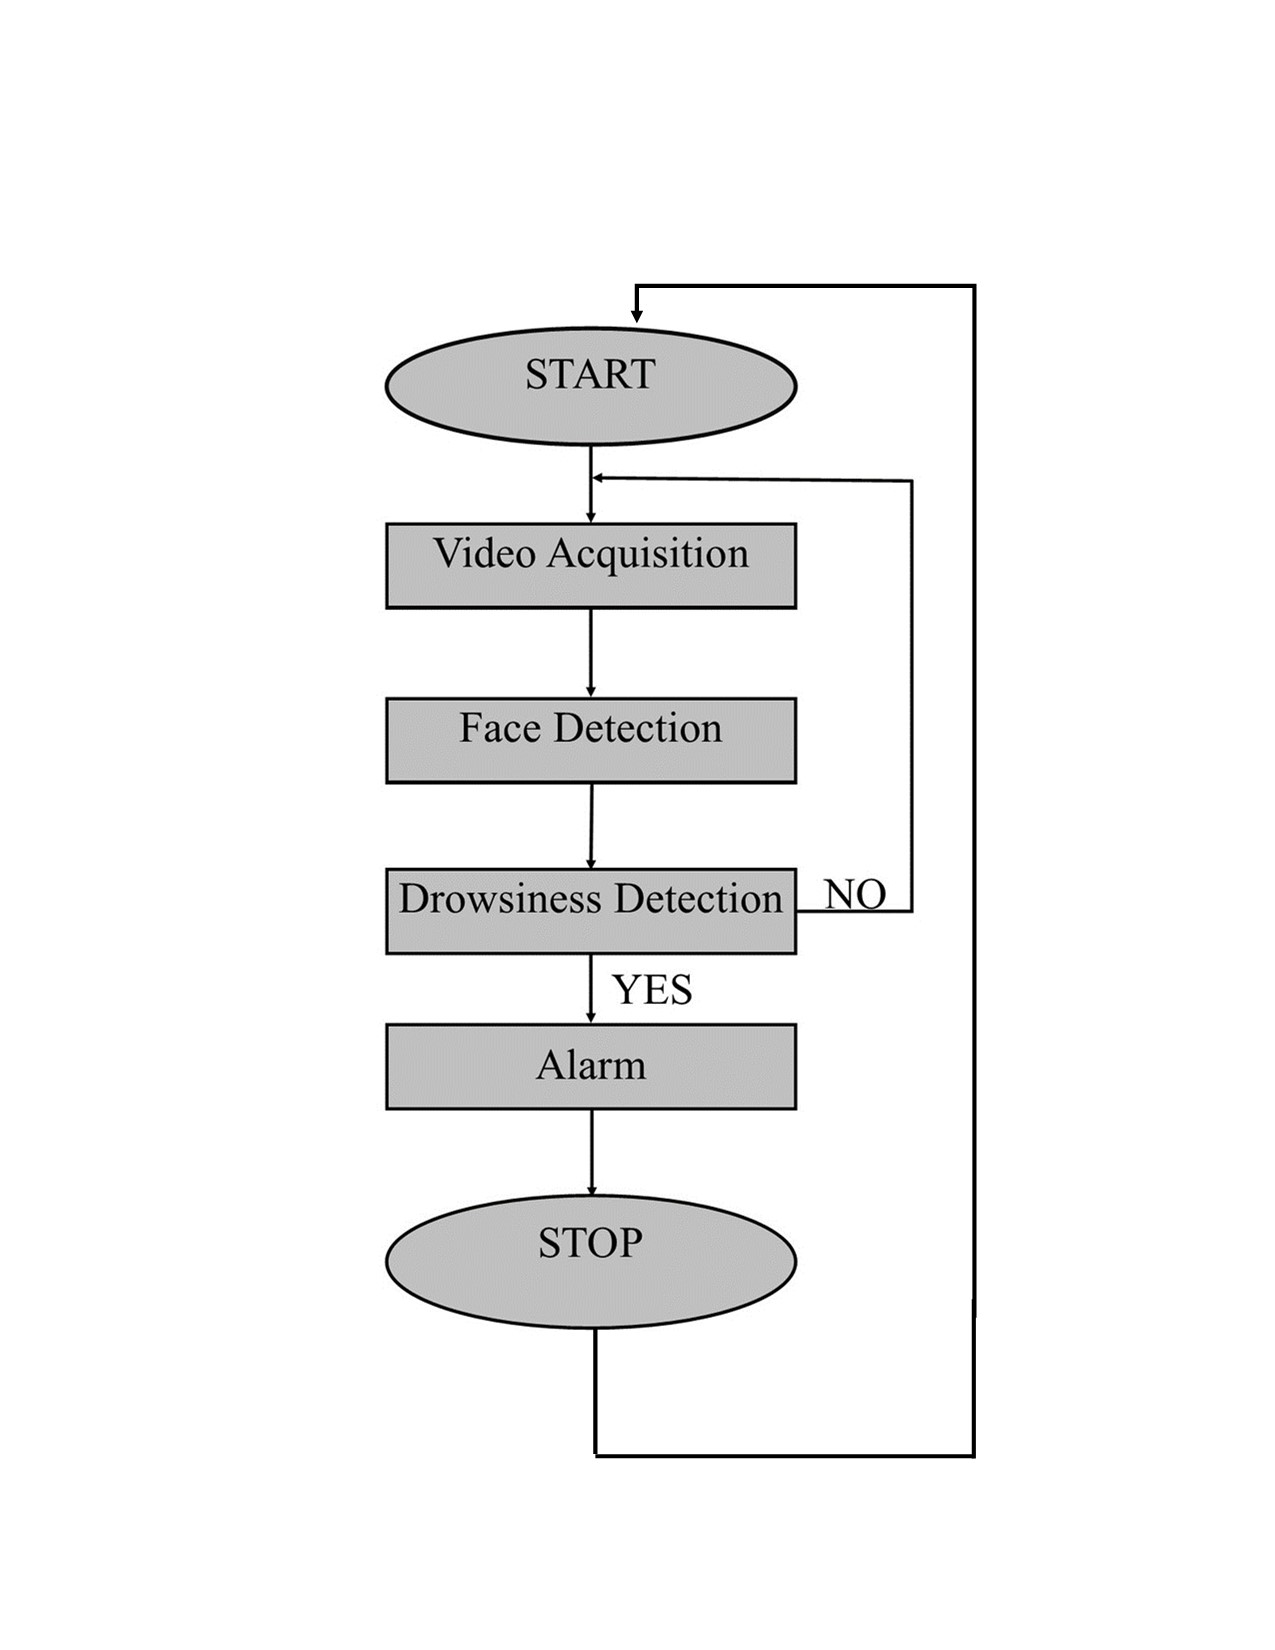 START
Video Acquisition
Face Detection
Drowsiness Detection
NO
YES
Alarm
STOP